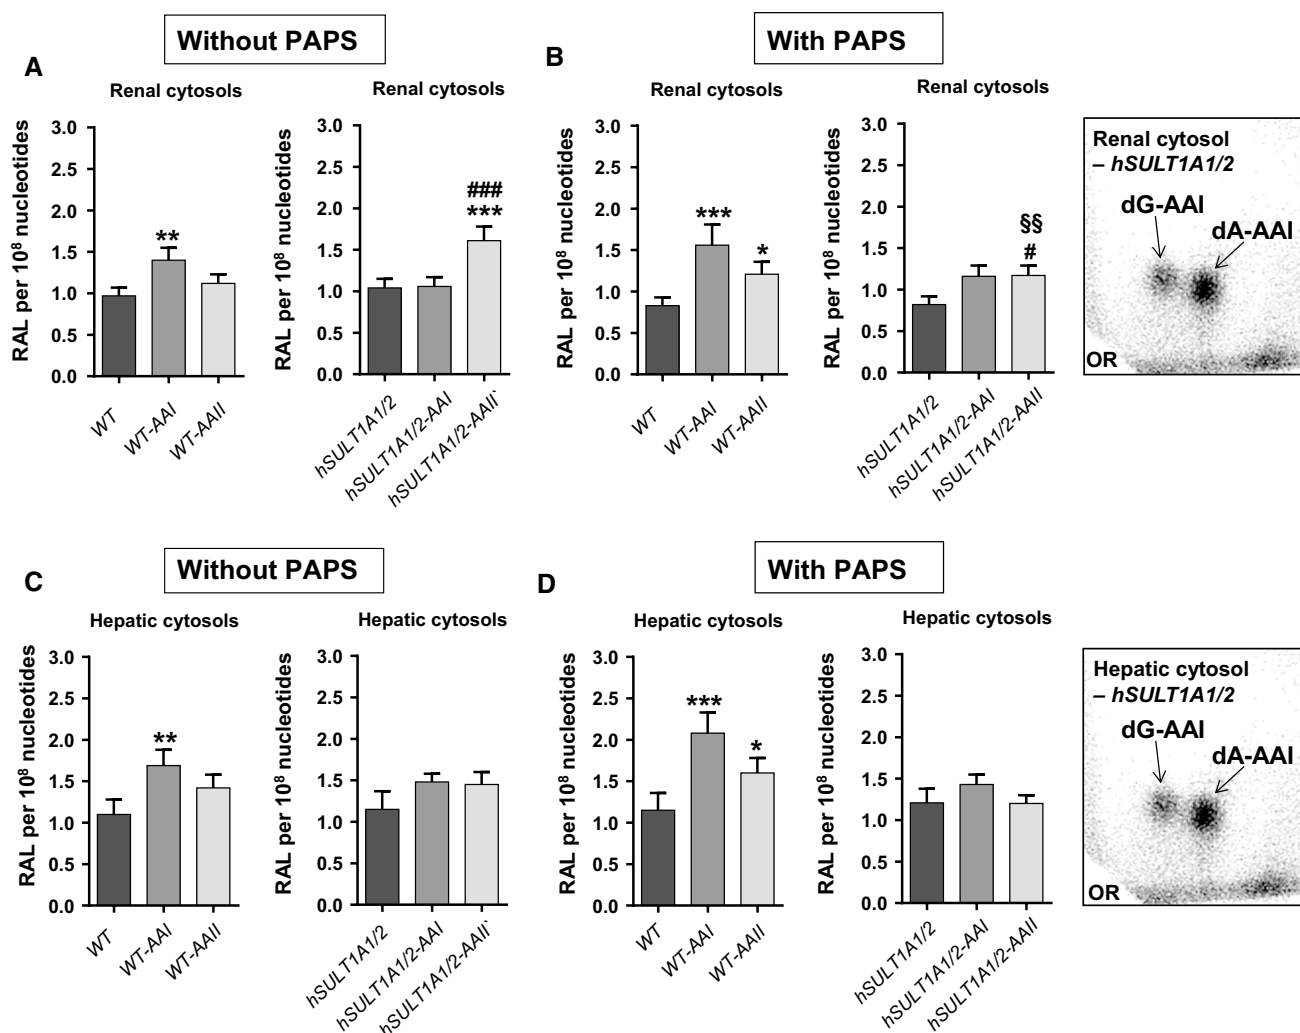 Without PAPS
With PAPS
A
Renal cytosols
Renal cytosols
RAL per 10⁸ nucleotides
3.0
2.5
2.0
1.5
1.0
0.5
0.0
**
WT
WT-AAI
WT-AAII
RAL per 10⁸ nucleotides
3.0
2.5
2.0
1.5
1.0
0.5
0.0
###
***
hSULT1A1/2
hSULT1A1/2-AAI
hSULT1A1/2-AAII`
B
Renal cytosols
Renal cytosols
RAL per 10⁸ nucleotides
3.0
2.5
2.0
1.5
1.0
0.5
0.0
***
*
WT
WT-AAI
WT-AAII
RAL per 10⁸ nucleotides
3.0
2.5
2.0
1.5
1.0
0.5
0.0
§§
#
hSULT1A1/2
hSULT1A1/2-AAI
hSULT1A1/2-AAII
Renal cytosol
– hSULT1A1/2
dG-AAI
dA-AAI
OR
Without PAPS
With PAPS
C
Hepatic cytosols
Hepatic cytosols
RAL per 10⁸ nucleotides
3.0
2.5
2.0
1.5
1.0
0.5
0.0
**
WT
WT-AAI
WT-AAII
RAL per 10⁸ nucleotides
3.0
2.5
2.0
1.5
1.0
0.5
0.0
hSULT1A1/2
hSULT1A1/2-AAI
hSULT1A1/2-AAII`
D
Hepatic cytosols
Hepatic cytosols
RAL per 10⁸ nucleotides
3.0
2.5
2.0
1.5
1.0
0.5
0.0
***
*
WT
WT-AAI
WT-AAII
RAL per 10⁸ nucleotides
3.0
2.5
2.0
1.5
1.0
0.5
0.0
hSULT1A1/2
hSULT1A1/2-AAI
hSULT1A1/2-AAII
Hepatic cytosol
– hSULT1A1/2
dG-AAI
dA-AAI
OR